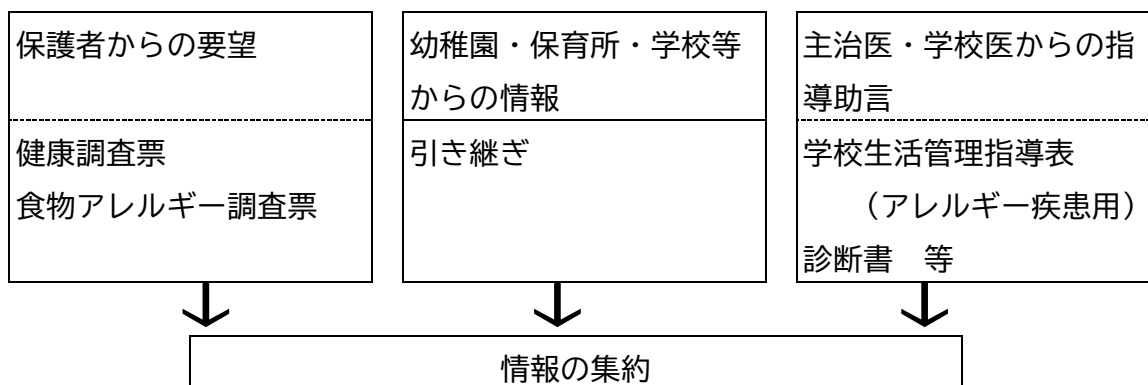 保護者からの要望
健康調査票
食物アレルギー調査票
幼稚園・保育所・学校等
からの情報
引き継ぎ
主治医・学校医からの指
導助言
学校生活管理指導表
（アレルギー疾患用）
診断書　等
情報の集約